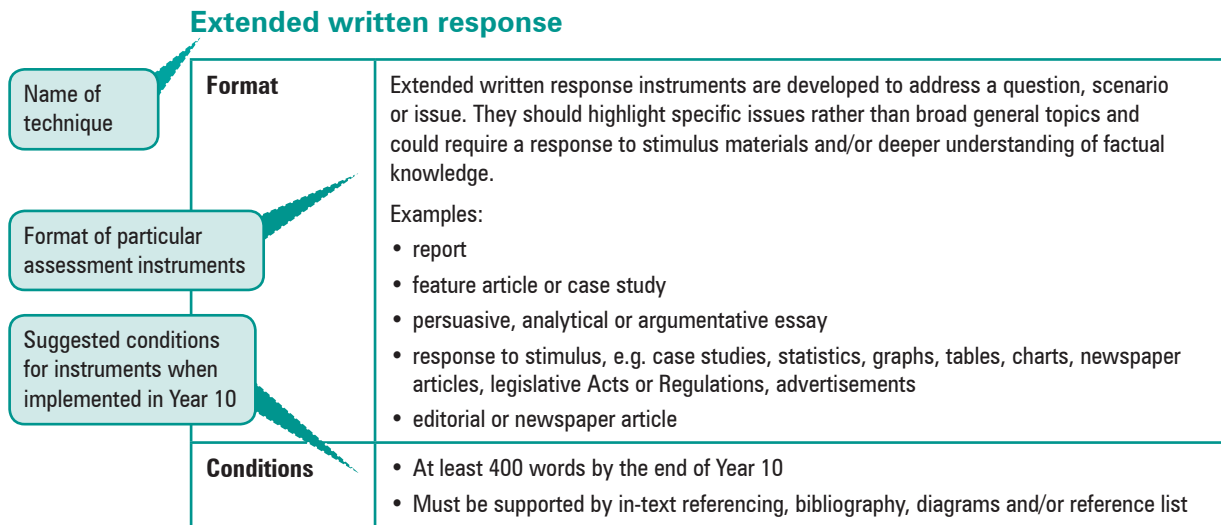 Extended written response
Name of
technique
Format
Extended written response instruments are developed to address a question, scenario
or issue. They should highlight specific issues rather than broad general topics and
could require a response to stimulus materials and/or deeper understanding of factual
knowledge.
Examples:
• report
• feature article or case study
• persuasive, analytical or argumentative essay
• response to stimulus, e.g. case studies, statistics, graphs, tables, charts, newspaper
articles, legislative Acts or Regulations, advertisements
• editorial or newspaper article
Format of particular
assessment instruments
Suggested conditions
for instruments when
implemented in Year 10
Conditions
• At least 400 words by the end of Year 10
• Must be supported by in-text referencing, bibliography, diagrams and/or reference list